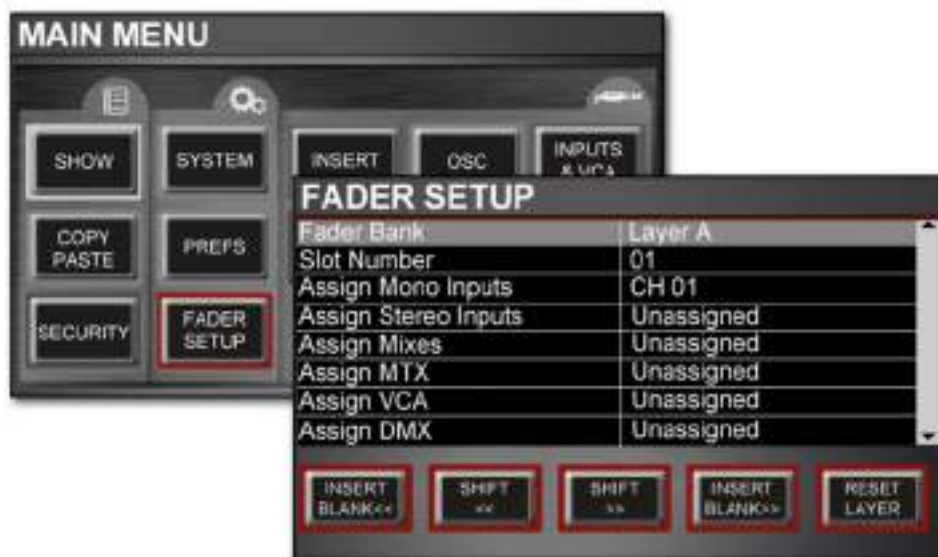 MAIN MENU
SHOW
SYSTEM
INSERT
OSC
INPUTS
& VCA
COPY
PASTE
PREFS
SECURITY
FADER
SETUP
FADER SETUP
Fader Bank Layer A
Slot Number 01
Assign Mono Inputs CH 01
Assign Stereo Inputs Unassigned
Assign Mixes Unassigned
Assign MTX Unassigned
Assign VCA Unassigned
Assign DMX Unassigned
INSERT
BLANK<<
SHIFT
<<
SHIFT
>>
INSERT
BLANK>>
RESET
LAYER